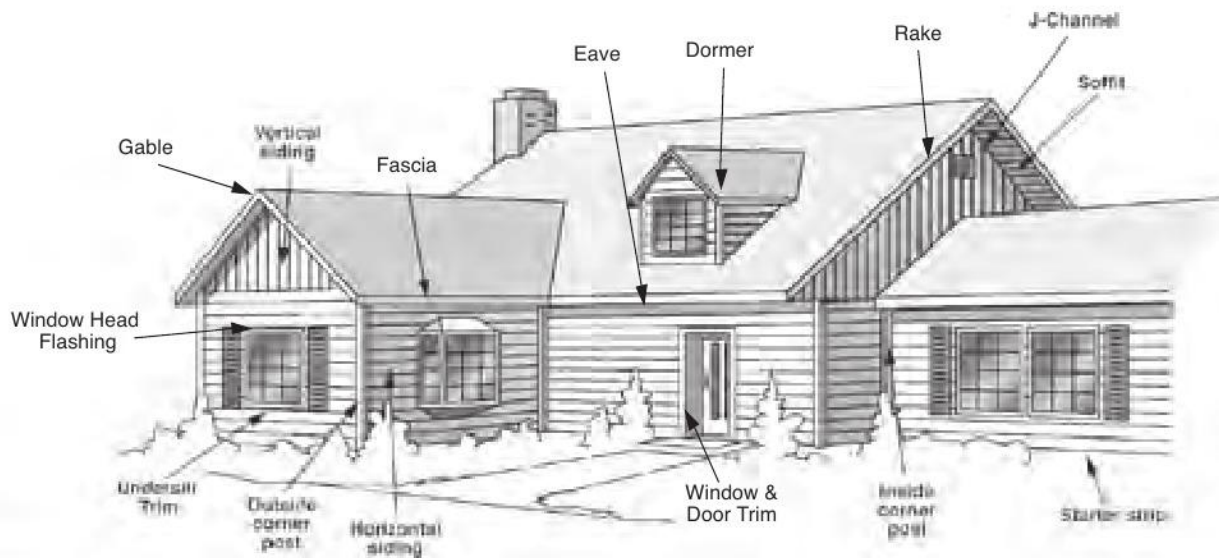 J-Channel
Rake
Dormer
Eave
Soffit
Vertical
siding
Gable
Fascia
Window Head
Flashing
Undersill
Trim
Outside
corner
post
Horizontal
siding
Window &
Door Trim
Inside
corner
post
Starter strip